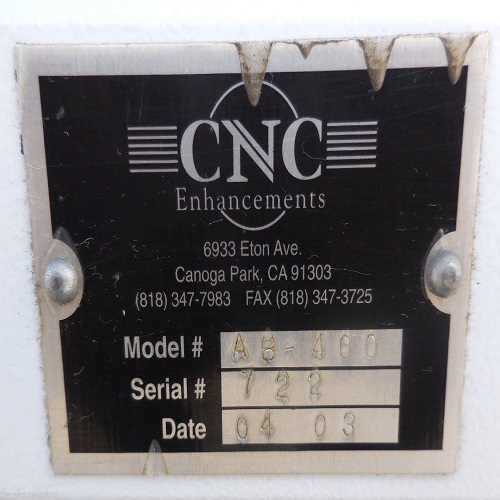 CNC
Enhancements
6933 Eton Ave.
Canoga Park, CA 91303
(818) 347-7983 FAX (818) 347-3725
Model # AB-400
Serial # 722
Date 04 03